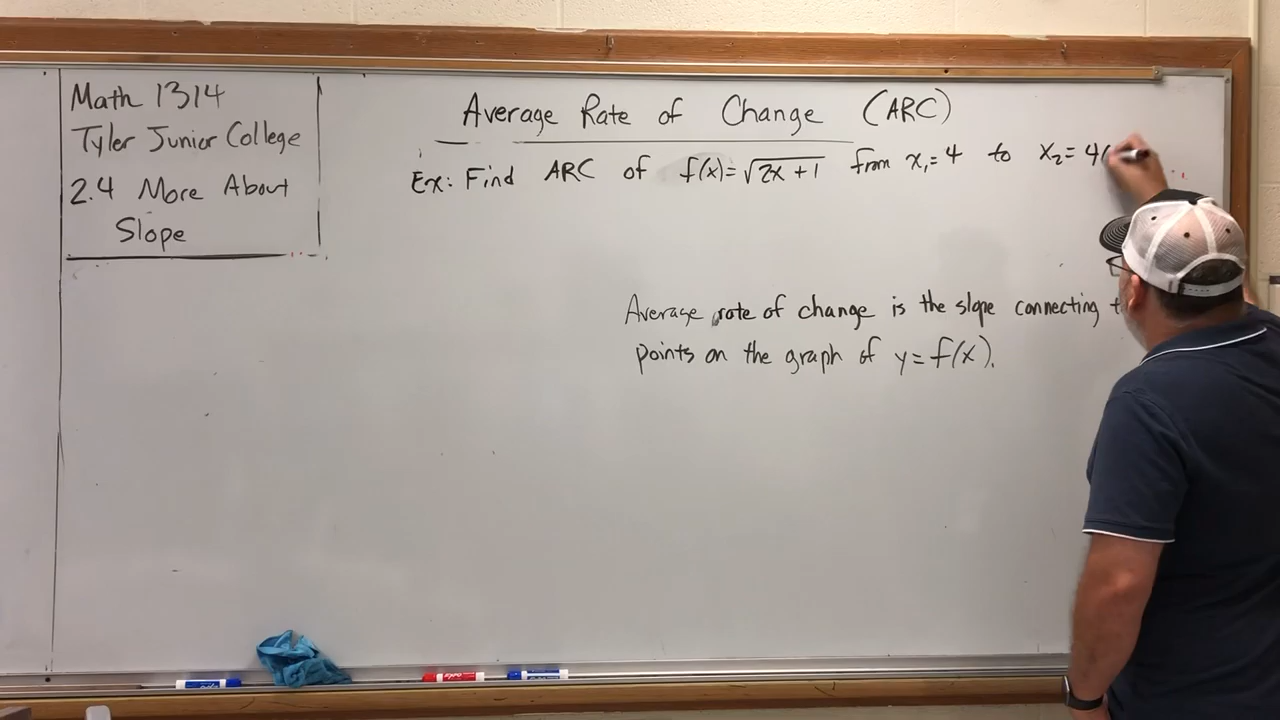 Math 1314
Tyler Junior College
2.4 More About
Slope
Average Rate of Change (ARC)
Ex: Find ARC of f(x)=√2x+1 from x₁=4 to x₂=4
Average rate of change is the slope connecting
points on the graph of y=f(x).